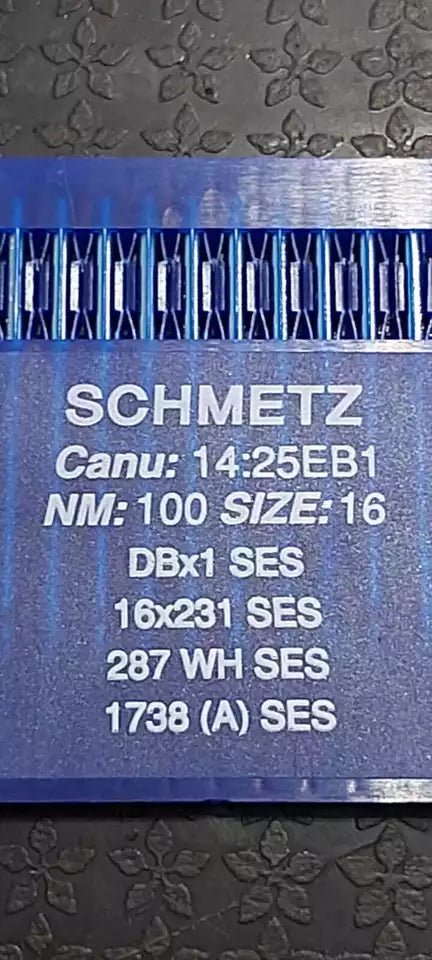 SCHMETZ
Canu: 14:25EB1
NM: 100 SIZE: 16
DBx1 SES
16x231 SES
287 WH SES
1738 (A) SES